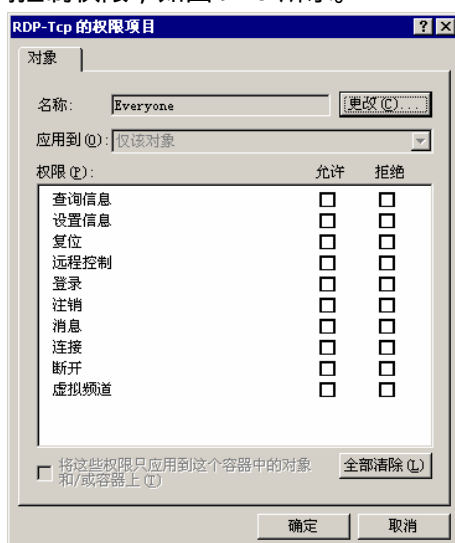 RDP-Tcp 的权限项目
对象
名称: Everyone 更改(C)...
应用到(O): 仅该对象
权限(P): 允许 拒绝
查询信息
设置信息
复位
远程控制
登录
注销
消息
连接
断开
虚拟频道
将这些权限只应用到这个容器中的对象
和/或容器上(T)
全部清除(L)
确定 取消